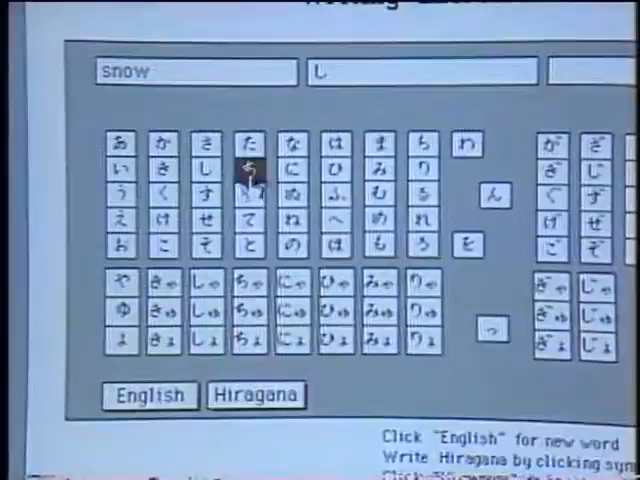 snow
し
あ か さ た な は ま ら わ が ざ
い き し ち に ひ み り ぎ じ
う く す ぬ ふ む る ん ぐ ず
え け せ て ね へ め れ げ ぜ
お こ そ と の ほ も ろ を ご ぞ
や きゃ しゃ ちゃ にゃ ひゃ みゃ りゃ ぎゃ じゃ
ゆ きゅ しゅ ちゅ にゅ ひゅ みゅ りゅ っ ぎゅ じゅ
よ きょ しょ ちょ にょ ひょ みょ りょ ぎょ じょ
English Hiragana
Click "English" for new word
Write Hiragana by clicking sym
Click